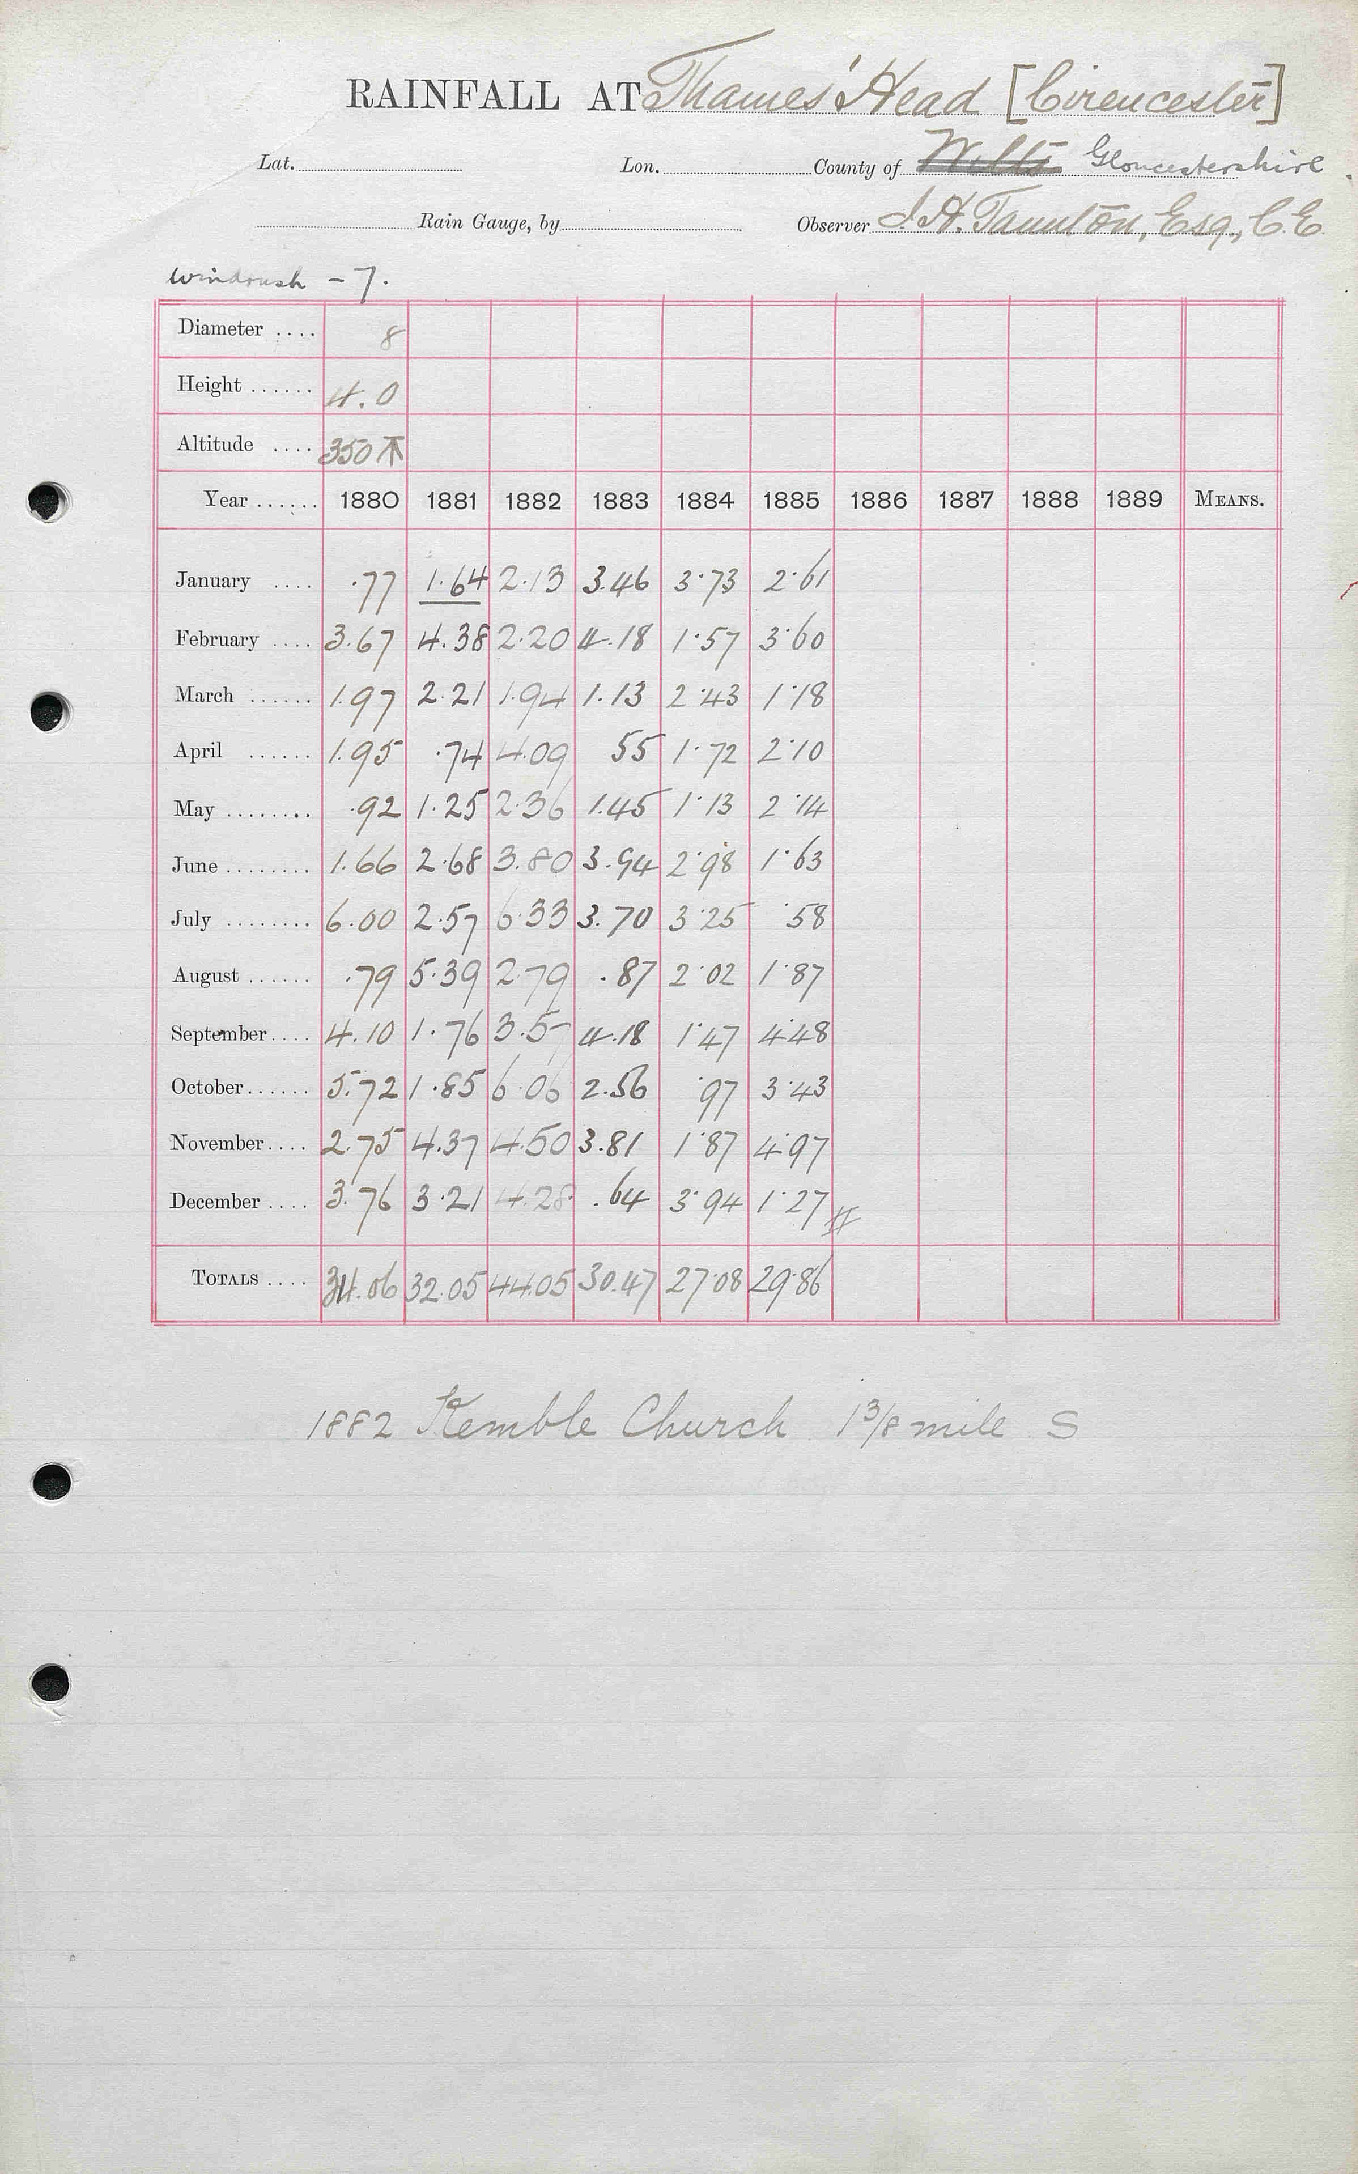 RAINFALL AT Thames' Head [Cirencester]
Lat. Lon. County of Wilts Gloucestershire
Rain Gauge, by Observer J. H. Taunton, Esq., C.E
Windrush - 7.
Diameter .... 8
Height ...... 4.0
Altitude .... 350
Year ...... 1880 1881 1882 1883 1884 1885 1886 1887 1888 1889 MEANS.
January .... .77 1.64 2.13 3.46 3.73 2.61
February .... 3.67 4.38 2.20 4.18 1.57 3.60
March ...... 1.97 2.21 1.94 1.13 2.43 1.18
April ...... 1.95 .74 4.09 55 1.72 2.10
May ........ .92 1.25 2.36 1.45 1.13 2.14
June ........ 1.66 2.68 3.80 3.94 2.98 1.63
July ........ 6.00 2.57 6.33 3.70 3.25 .58
August ...... .79 5.39 2.79 .87 2.02 1.87
September .... 4.10 1.76 3.57 4.18 1.47 4.48
October ...... 5.72 1.85 6.06 2.56 .97 3.43
November .... 2.75 4.37 4.50 3.81 1.87 4.97
December .... 3.76 3.21 4.28 .64 3.94 1.27
TOTALS .... 34.06 32.05 44.05 30.47 27.08 29.86
1882 Kemble Church 1 3/8 mile S